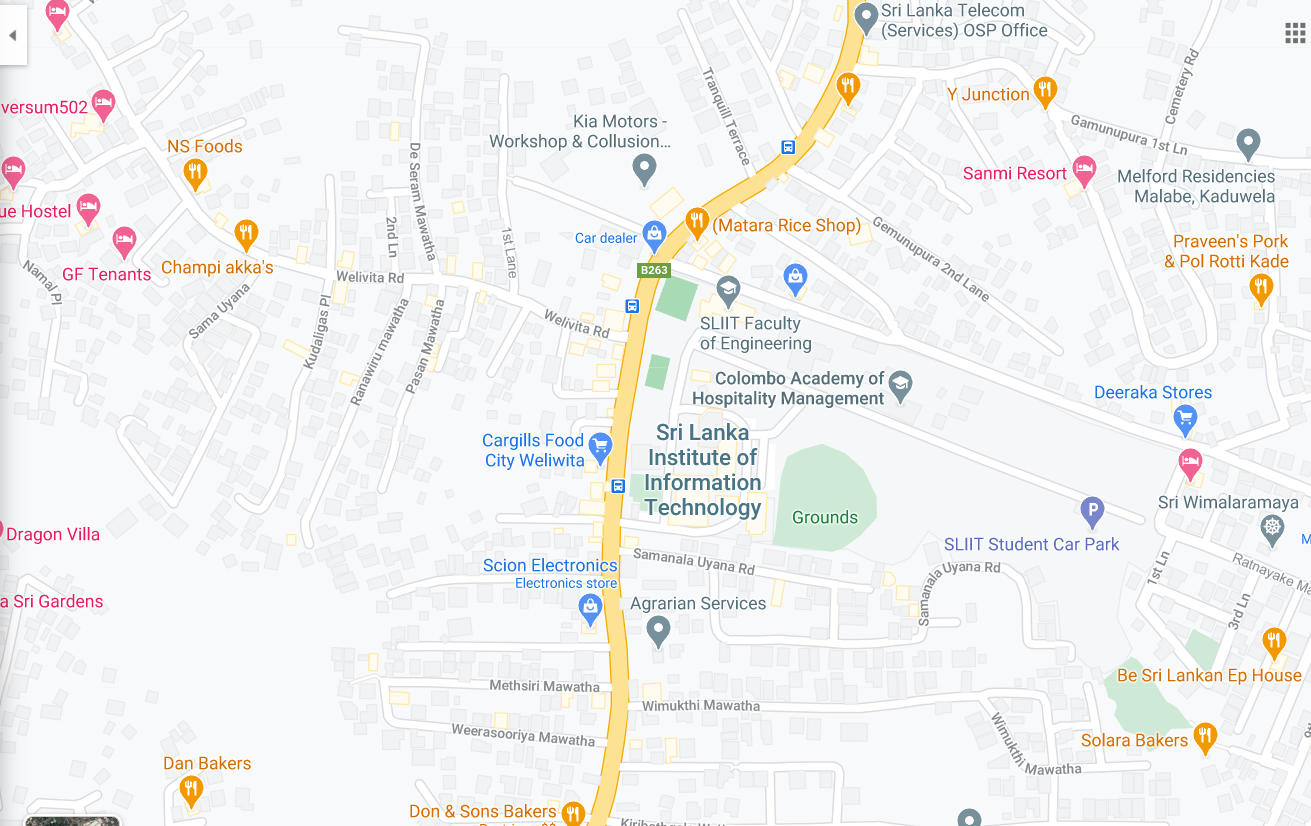 Sri Lanka Telecom
(Services) OSP Office
Y Junction
Cemetery Rd
Tranquill Terrace
versum502
Kia Motors -
Workshop & Collusion...
Gamunupura 1st Ln
NS Foods
De Seram Mawatha
Sanmi Resort
Melford Residencies
Malabe, Kaduwela
ue Hostel
2nd Ln
1st Lane
Car dealer
(Matara Rice Shop)
Gemunupura 2nd Lane
Praveen's Pork
& Pol Rotti Kade
GF Tenants
Champi akka's
Welivita Rd
B263
Namal Pl
Sama Uyana
Kudaligas Pl
Ranawiru mawatha
Pasan Mawatha
Welivita Rd
SLIIT Faculty
of Engineering
Colombo Academy of
Hospitality Management
Deeraka Stores
Cargills Food
City Weliwita
Sri Lanka
Institute of
Information
Technology
Grounds
Sri Wimalaramaya
P
SLIIT Student Car Park
Dragon Villa
M
Samanala Uyana Rd
Scion Electronics
Electronics store
Samanala Uyana Rd
1st Ln
Ratnayake Ma
3rd Ln
a Sri Gardens
Agrarian Services
Be Sri Lankan Ep House
Methsiri Mawatha
Wimukthi Mawatha
Weerasooriya Mawatha
Wimukthi Mawatha
Solara Bakers
Dan Bakers
Don & Sons Bakers